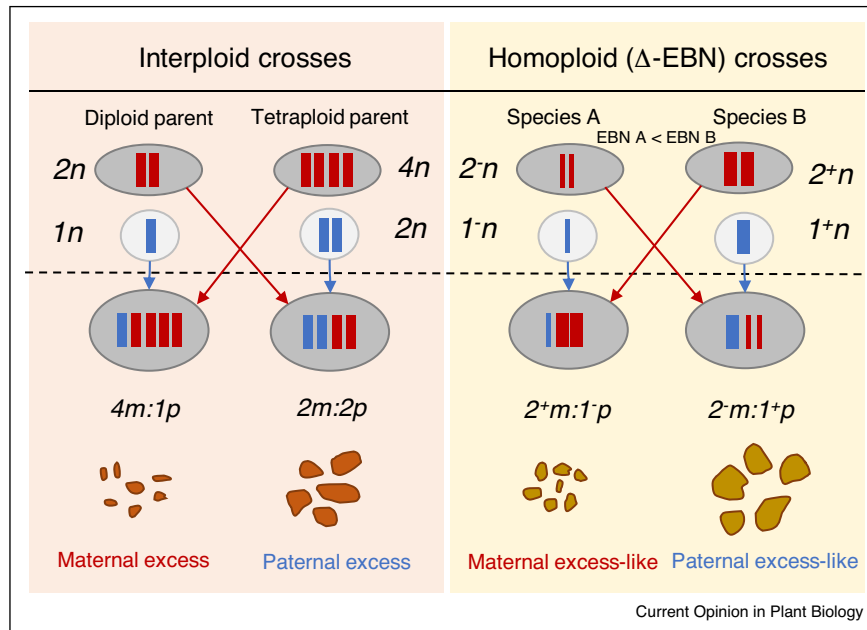 Interploid crosses
Homoploid (Δ-EBN) crosses
Diploid parent
Tetraploid parent
Species A
Species B
EBN A < EBN B
2n
4n
2⁻n
2⁺n
1n
2n
1⁻n
1⁺n
4m:1p
2m:2p
2⁺m:1⁻p
2⁻m:1⁺p
Maternal excess
Paternal excess
Maternal excess-like
Paternal excess-like
Current Opinion in Plant Biology